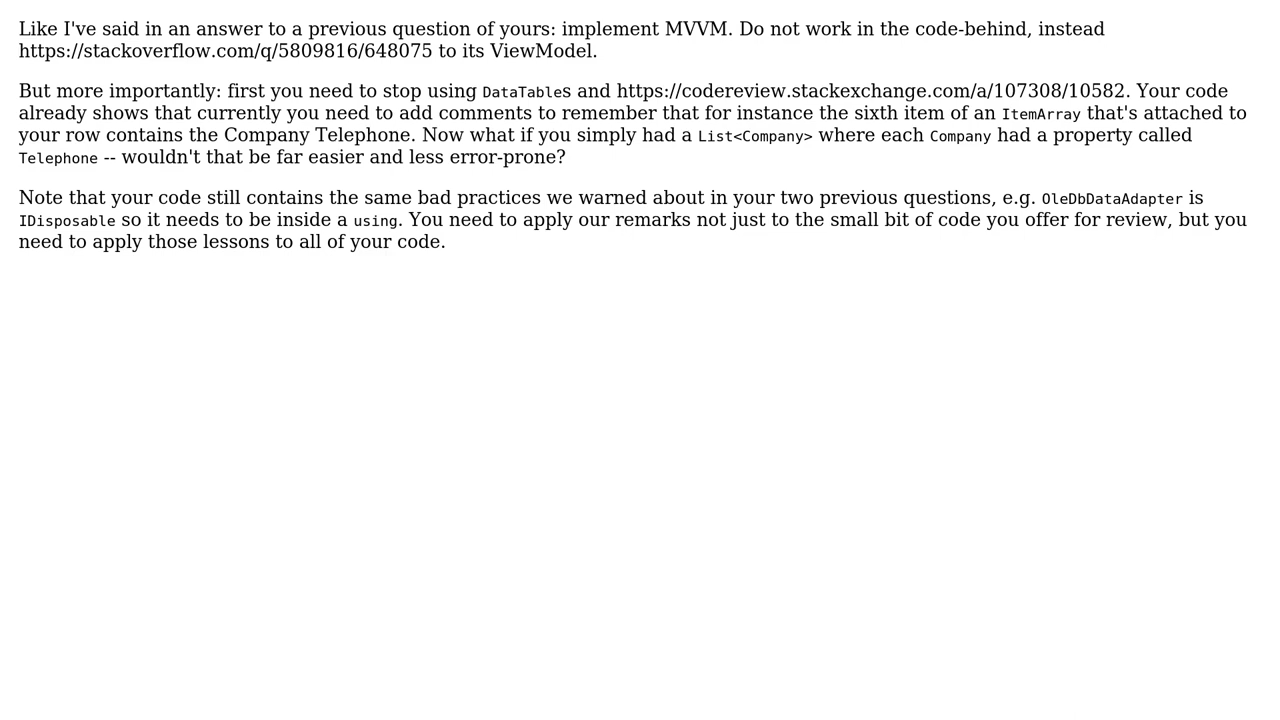 Like I've said in an answer to a previous question of yours: implement MVVM. Do not work in the code-behind, instead
https://stackoverflow.com/q/5809816/648075 to its ViewModel.
But more importantly: first you need to stop using DataTables and https://codereview.stackexchange.com/a/107308/10582. Your code
already shows that currently you need to add comments to remember that for instance the sixth item of an ItemArray that's attached to
your row contains the Company Telephone. Now what if you simply had a List<Company> where each Company had a property called
Telephone -- wouldn't that be far easier and less error-prone?
Note that your code still contains the same bad practices we warned about in your two previous questions, e.g. OleDbDataAdapter is
IDisposable so it needs to be inside a using. You need to apply our remarks not just to the small bit of code you offer for review, but you
need to apply those lessons to all of your code.